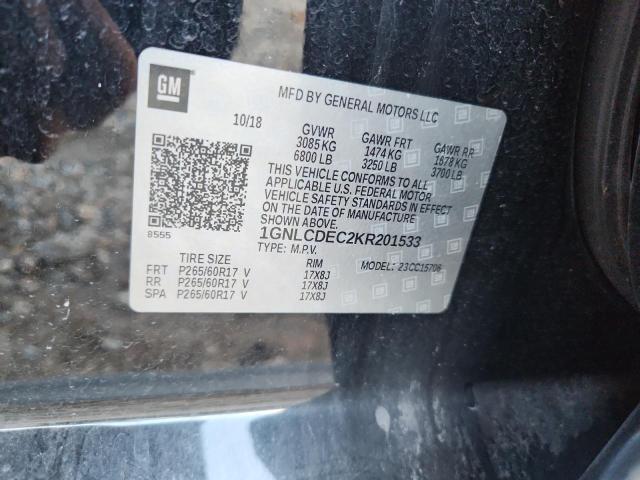 GM
MFD BY GENERAL MOTORS LLC
10/18 GVWR GAWR FRT GAWR RR
3085 KG 1474 KG 1678 KG
6800 LB 3250 LB 3700 LB
THIS VEHICLE CONFORMS TO ALL
APPLICABLE U.S. FEDERAL MOTOR
VEHICLE SAFETY STANDARDS IN EFFECT
ON THE DATE OF MANUFACTURE
SHOWN ABOVE.
8555
1GNLCDEC2KR201533
TYPE: M.P.V.
MODEL: 23CC15706
TIRE SIZE RIM
FRT P265/60R17 V 17X8J
RR P265/60R17 V 17X8J
SPA P265/60R17 V 17X8J